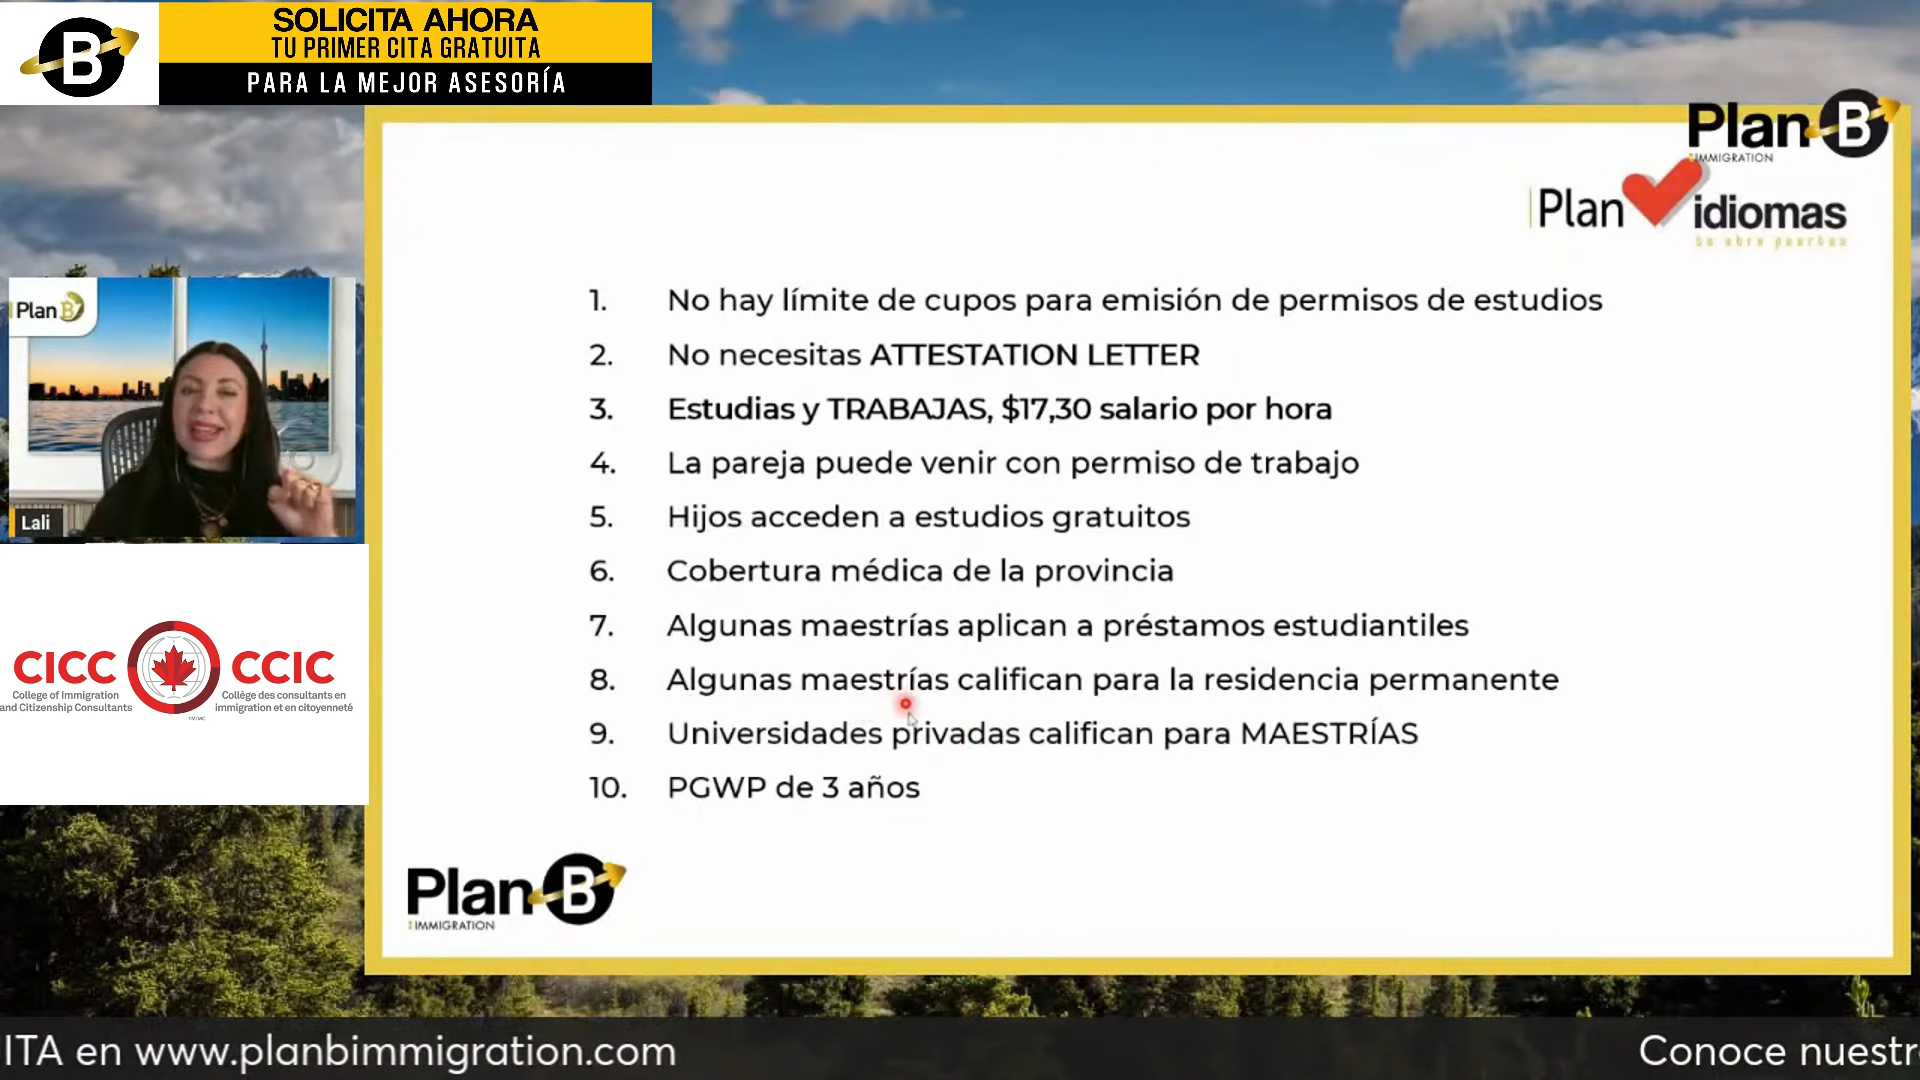 B
SOLICITA AHORA
TU PRIMER CITA GRATUITA
PARA LA MEJOR ASESORÍA
Plan B
IMMIGRATION
Plan idiomas
te abre puertas
1. No hay límite de cupos para emisión de permisos de estudios
2. No necesitas ATTESTATION LETTER
3. Estudias y TRABAJAS, $17,30 salario por hora
4. La pareja puede venir con permiso de trabajo
5. Hijos acceden a estudios gratuitos
6. Cobertura médica de la provincia
7. Algunas maestrías aplican a préstamos estudiantiles
8. Algunas maestrías califican para la residencia permanente
9. Universidades privadas califican para MAESTRÍAS
10. PGWP de 3 años
Plan B
IMMIGRATION
Plan B
Lali
CICC CCIC
College of Immigration
and Citizenship Consultants
Collège des consultants en
immigration et en citoyenneté
TM/MC
ITA en www.planbimmigration.com
Conoce nuestr